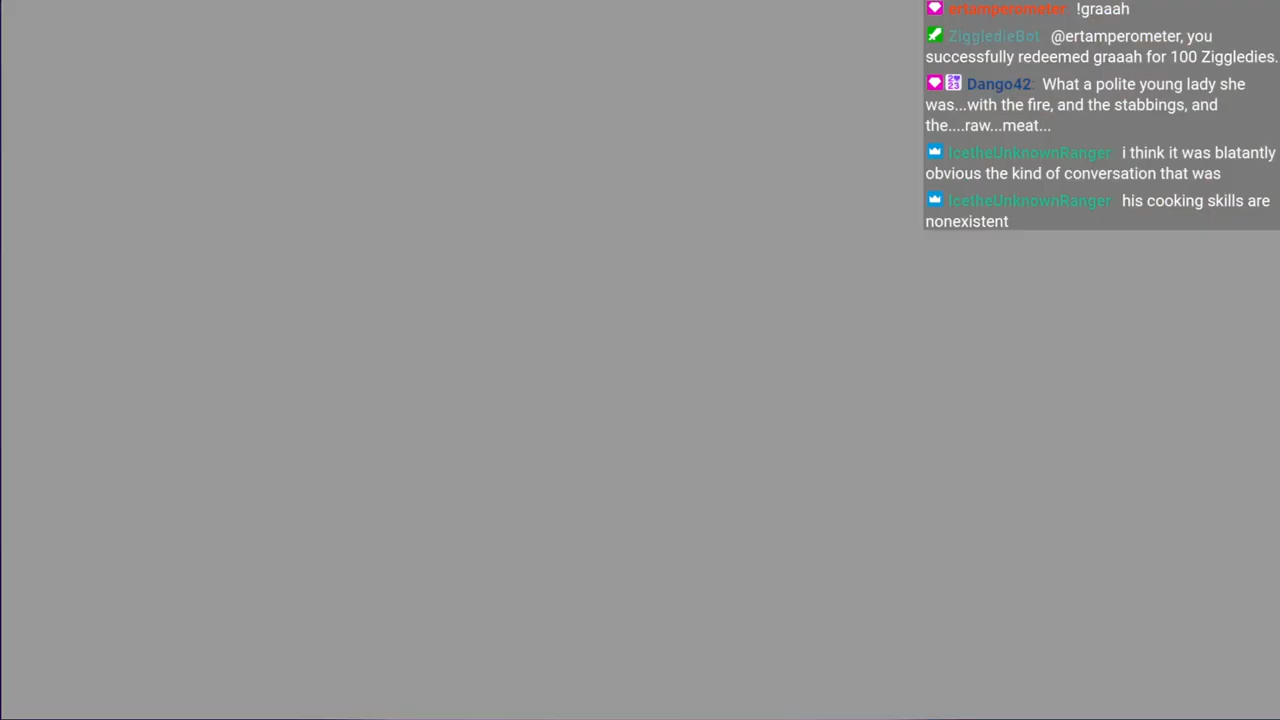 ertamperometer !graaah
ZiggledieBot @ertamperometer, you
successfully redeemed graaah for 100 Ziggledies.
2 23 Dango42: What a polite young lady she
was...with the fire, and the stabbings, and
the....raw...meat...
IcetheUnknownRanger i think it was blatantly
obvious the kind of conversation that was
IcetheUnknownRanger his cooking skills are
nonexistent